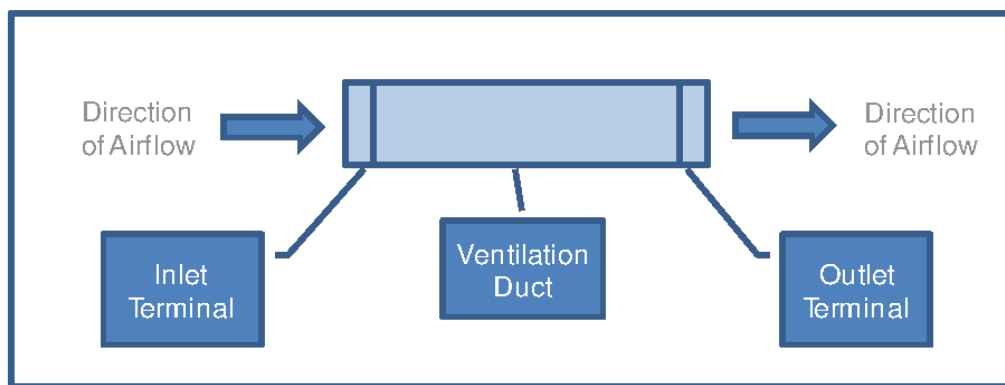 Direction
of Airflow
Direction
of Airflow
Inlet
Terminal
Ventilation
Duct
Outlet
Terminal